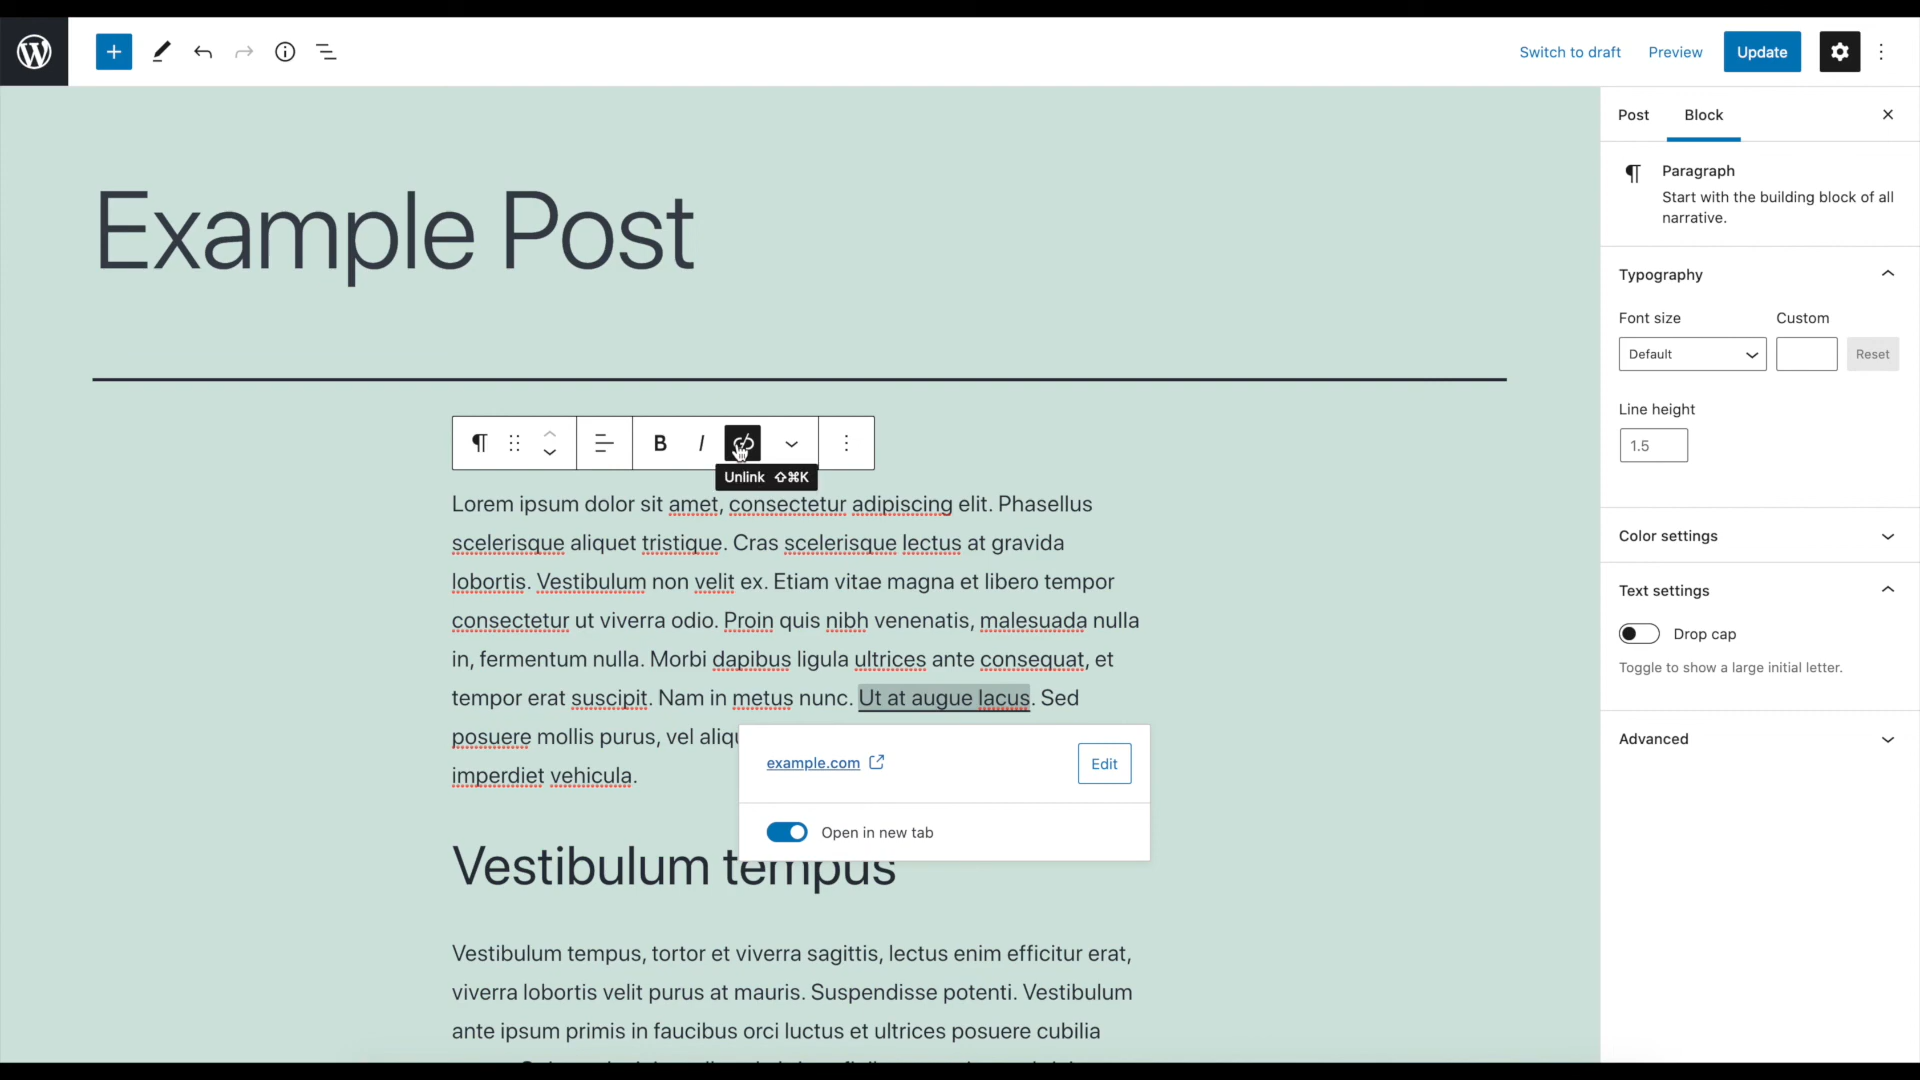 Switch to draft
Preview
Update
Post
Block
Paragraph
Start with the building block of all
narrative.
Typography
Font size
Custom
Default
Reset
Line height
1.5
Color settings
Text settings
Drop cap
Toggle to show a large initial letter.
Advanced
Example Post
B I
Unlink ⇧⌘K
Lorem ipsum dolor sit amet, consectetur adipiscing elit. Phasellus
scelerisque aliquet tristique. Cras scelerisque lectus at gravida
lobortis. Vestibulum non velit ex. Etiam vitae magna et libero tempor
consectetur ut viverra odio. Proin quis nibh venenatis, malesuada nulla
in, fermentum nulla. Morbi dapibus ligula ultrices ante consequat, et
tempor erat suscipit. Nam in metus nunc. Ut at augue lacus. Sed
posuere mollis purus, vel
imperdiet vehicula.
example.com
Edit
Open in new tab
Vestibulum tempus
Vestibulum tempus, tortor et viverra sagittis, lectus enim efficitur erat,
viverra lobortis velit purus at mauris. Suspendisse potenti. Vestibulum
ante ipsum primis in faucibus orci luctus et ultrices posuere cubilia